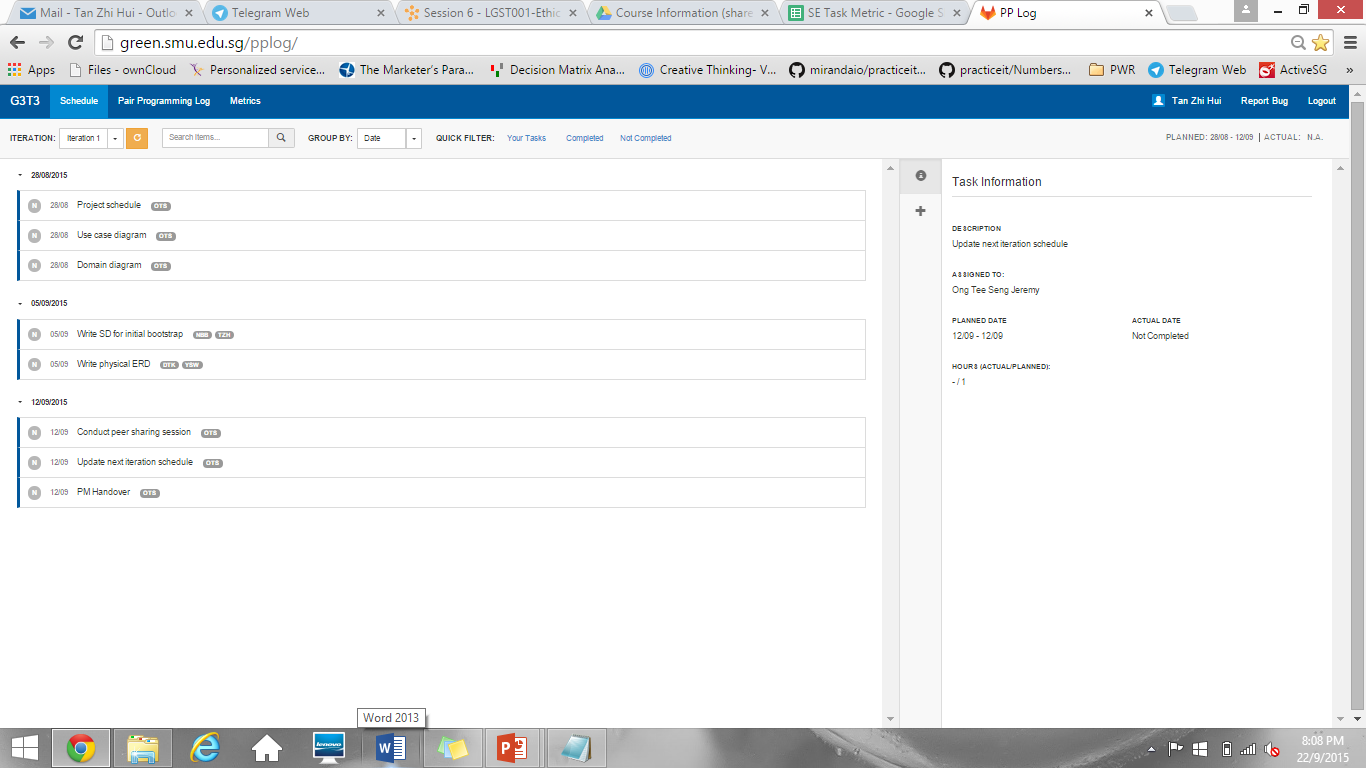 Mail - Tan Zhi Hui - Outlo
Telegram Web
Session 6 - LGST001-Ethic
Course Information (share
SE Task Metric - Google S
PP Log
green.smu.edu.sg/pplog/
Apps
Files - ownCloud
Personalized service...
The Marketer's Para...
Decision Matrix Ana...
Creative Thinking- V...
mirandaio/practiceit...
practiceit/Numbers...
PWR
Telegram Web
ActiveSG
»
G3T3
Schedule
Pair Programming Log
Metrics
Tan Zhi Hui
Report Bug
Logout
ITERATION:
Iteration 1
Search Items...
GROUP BY:
Date
QUICK FILTER:
Your Tasks
Completed
Not Completed
PLANNED: 28/08 - 12/09 | ACTUAL: N.A.
28/08/2015
N 28/08 Project schedule OTS
N 28/08 Use case diagram OTS
N 28/08 Domain diagram OTS
05/09/2015
N 05/09 Write SD for initial bootstrap NBB TZH
N 05/09 Write physical ERD DTK YSW
12/09/2015
N 12/09 Conduct peer sharing session OTS
N 12/09 Update next iteration schedule OTS
N 12/09 PM Handover OTS
Task Information
DESCRIPTION
Update next iteration schedule
ASSIGNED TO:
Ong Tee Seng Jeremy
PLANNED DATE
12/09 - 12/09
ACTUAL DATE
Not Completed
HOURS (ACTUAL/PLANNED):
- / 1
Word 2013
lenovo
8:08 PM
22/9/2015